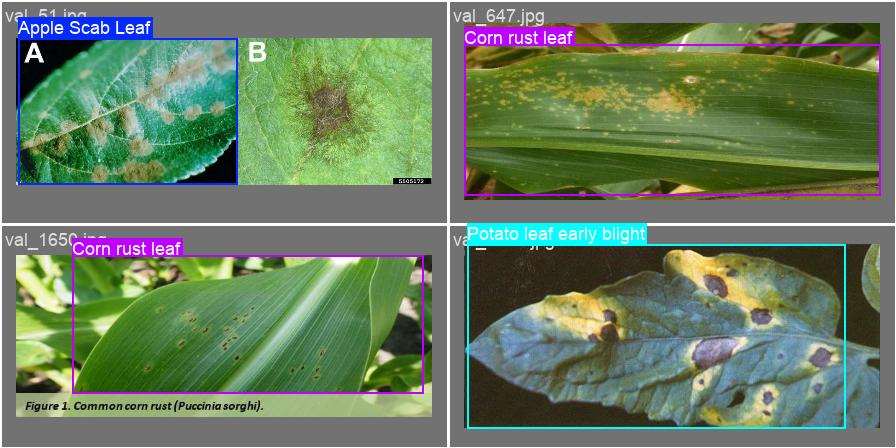 val_51.jpg
Apple Scab Leaf
A
B
5505172
val_647.jpg
Corn rust leaf
val_1650.jpg
Corn rust leaf
Figure 1. Common corn rust (Puccinia sorghi).
Potato leaf early blight